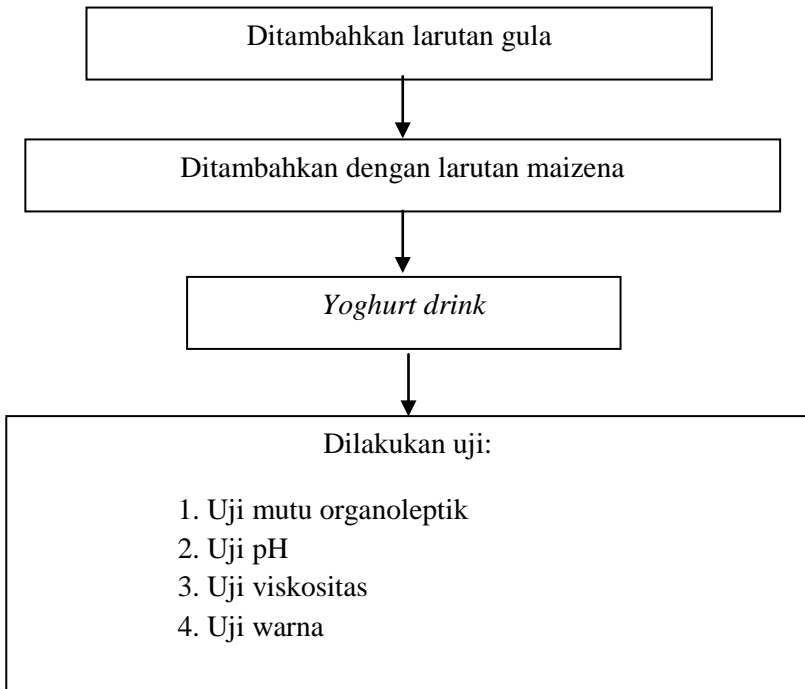 Ditambahkan larutan gula
Ditambahkan dengan larutan maizena
Yoghurt drink
Dilakukan uji:
1. Uji mutu organoleptik
2. Uji pH
3. Uji viskositas
4. Uji warna